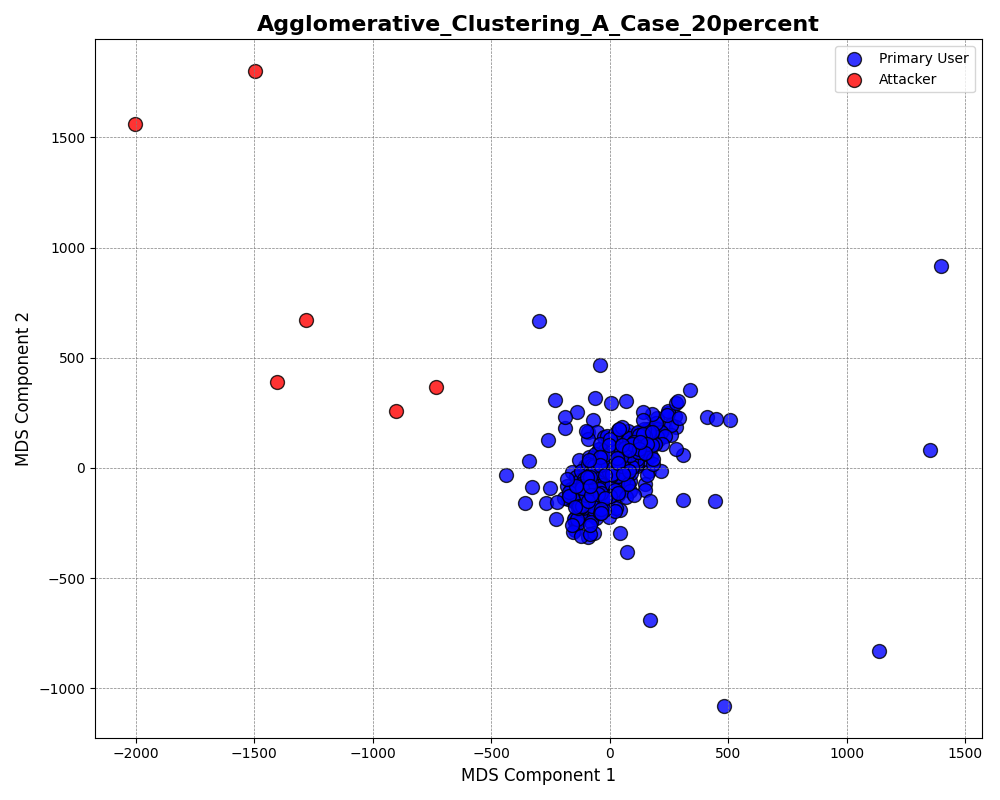 Agglomerative_Clustering_A_Case_20percent
Primary User
Attacker
MDS Component 2
1500
1000
500
0
−500
−1000
−2000
−1500
−1000
−500
0
500
1000
1500
MDS Component 1